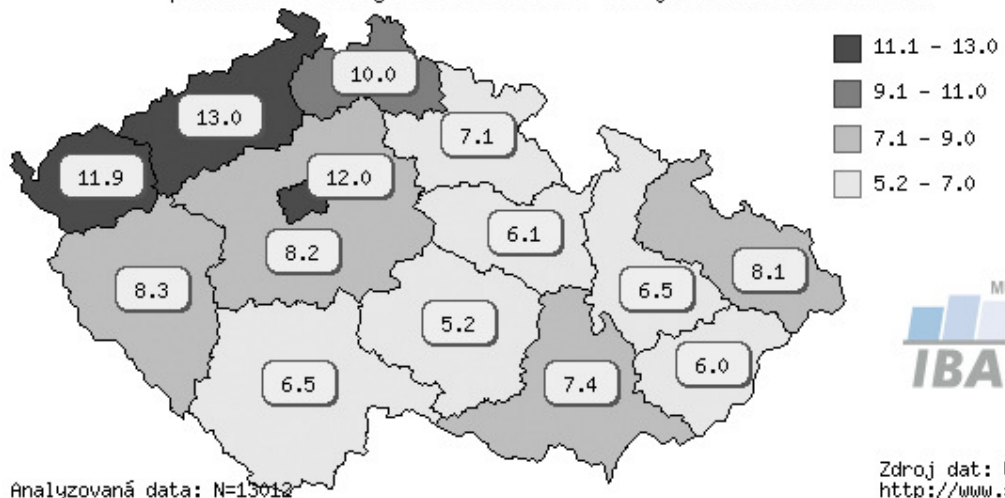 11.1 - 13.0
9.1 - 11.0
7.1 - 9.0
5.2 - 7.0
10.0
13.0
7.1
11.9
12.0
6.1
8.2
8.1
8.3
6.5
5.2
6.0
6.5
7.4
IBA
Analyzovaná data: N=13012
Zdroj dat:
http://www.